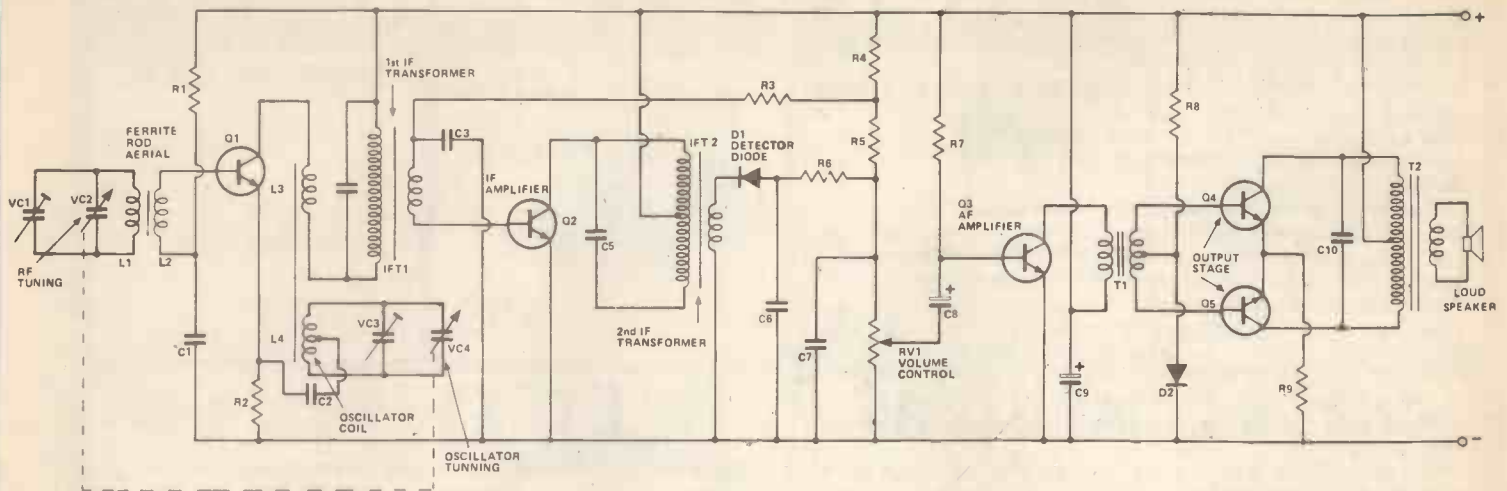 +
R1
R4
1st IF
TRANSFORMER
R3
R8
FERRITE
ROD
AERIAL
Q1
C3
IFT 2
D1
DETECTOR
DIODE
R5
R7
R6
L3
IF
AMPLIFIER
Q4
T2
VC1
VC2
Q2
Q3
AF AMPLIFIER
C5
C10
OUTPUT
STAGE
L1
L2
RF
TUNING
IFT1
T1
LOUD
SPEAKER
Q5
+
C8
C1
L4
VC3
VC4
2nd IF
TRANSFORMER
C6
C7
RV1
VOLUME
CONTROL
+
C9
D2
R9
R2
C2
OSCILLATOR
COIL
OSCILLATOR
TUNNING
-